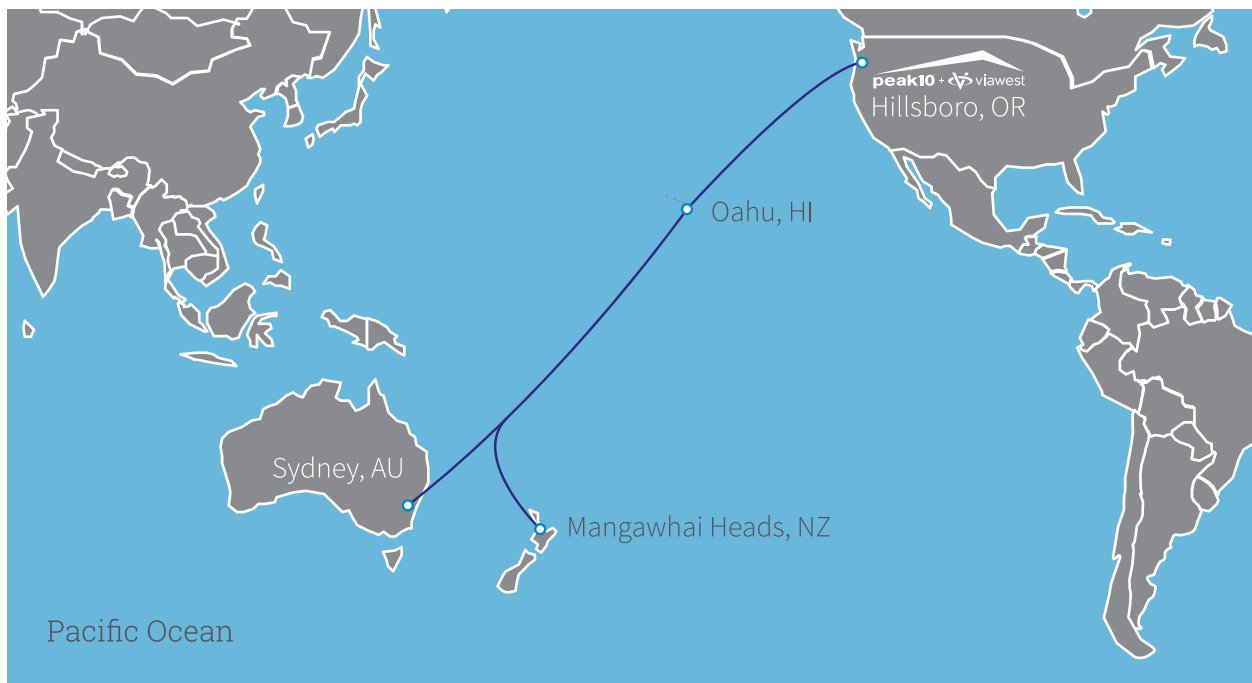 peak10 + viawest
Hillsboro, OR
Oahu, HI
Sydney, AU
Mangawhai Heads, NZ
Pacific Ocean